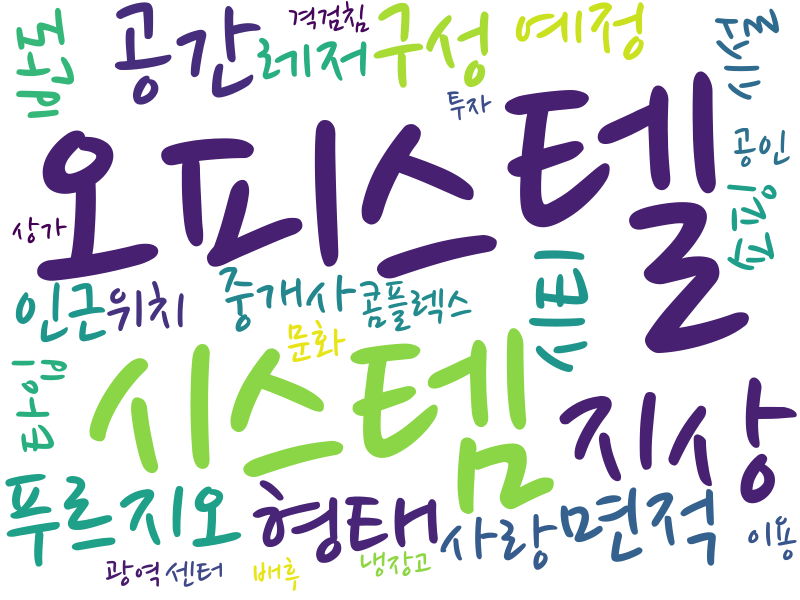 격검침
공간
레저
구성
예정
투자
오피스텔
공인
상가
인근
위치
중개사
콤플렉스
문화
타입
시스템
지상
푸르지오
형태
사랑
면적
이용
광역
센터
배후
냉장고